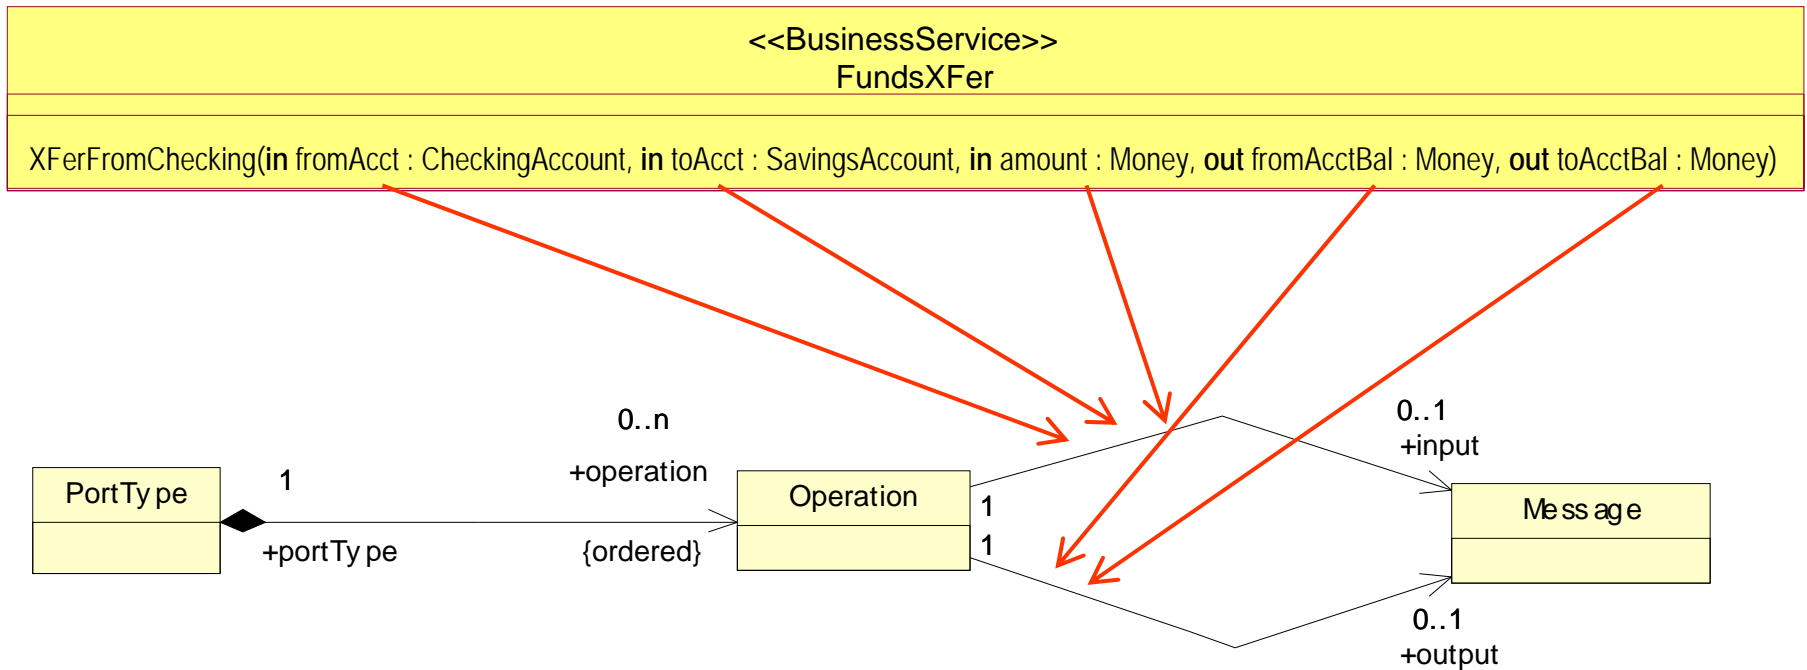 <<BusinessService>>
FundsXFer
XFerFromChecking(in fromAcct : CheckingAccount, in toAcct : SavingsAccount, in amount : Money, out fromAcctBal : Money, out toAcctBal : Money)
0..n
+operation
0..1
+input
PortType
1
Operation
1
Message
+portType
{ordered}
1
0..1
+output